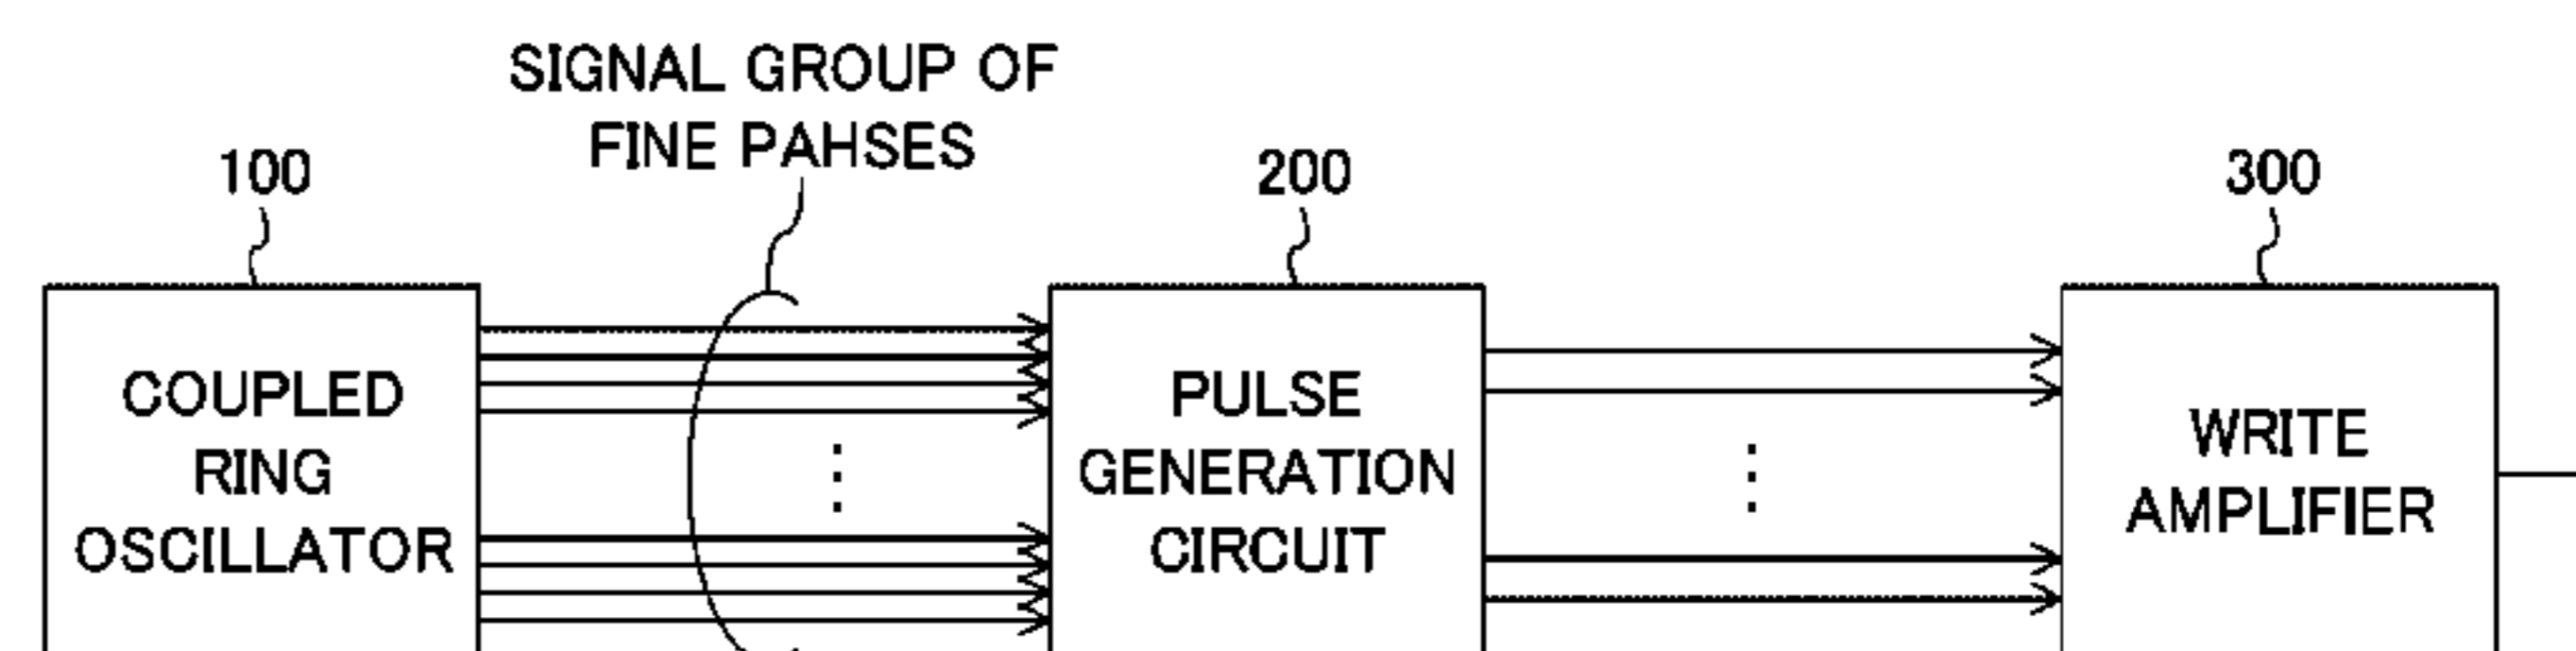 SIGNAL GROUP OF
FINE PAHSES
100
200
300
COUPLED
RING
OSCILLATOR
PULSE
GENERATION
CIRCUIT
WRITE
AMPLIFIER